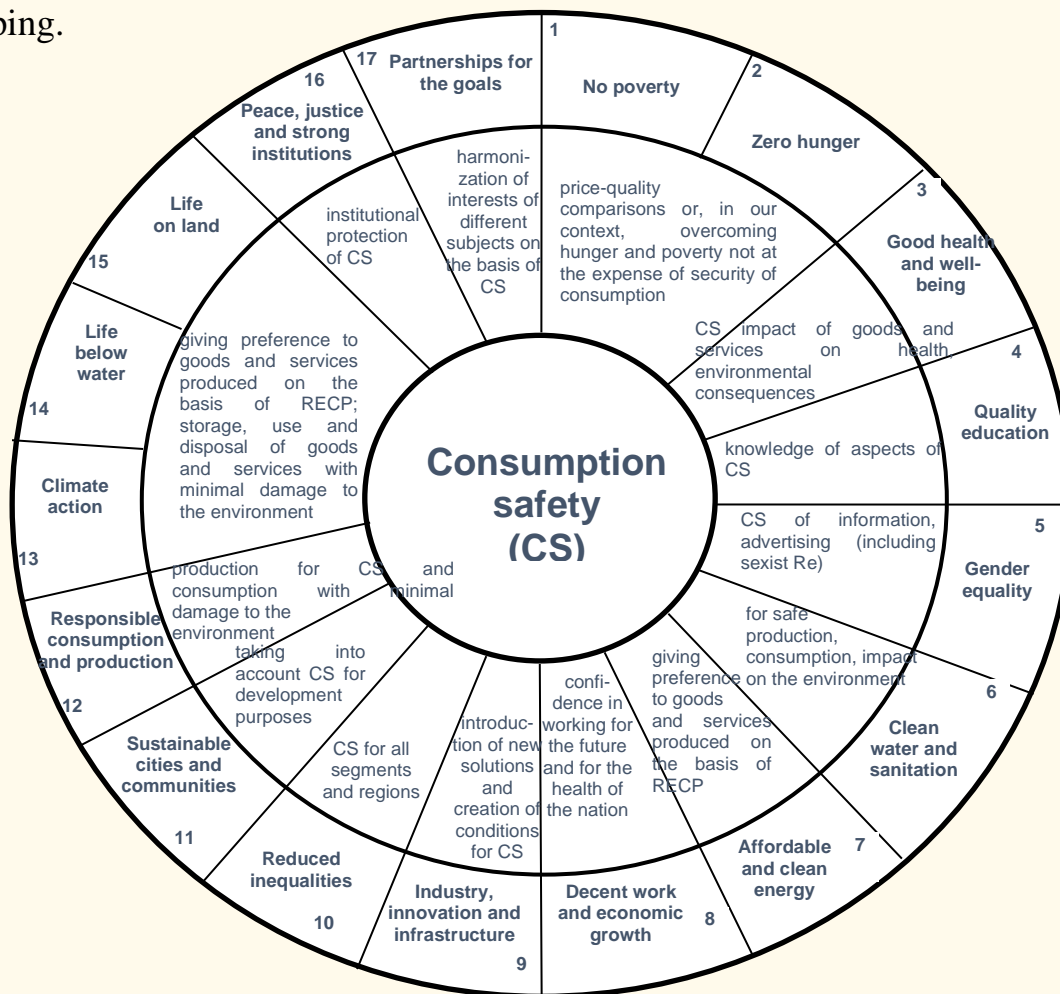 ping.
1
No poverty
2
Zero hunger
3
Good health
and well-
being
4
Quality
education
5
Gender
equality
6
Clean
water and
sanitation
7
Affordable
and clean
energy
8
Decent work
and economic
growth
9
Industry,
innovation and
infrastructure
10
Reduced
inequalities
11
Sustainable
cities and
communities
12
Responsible
consumption
and production
13
Climate
action
14
Life
below
water
15
Life
on land
16
Peace, justice
and strong
institutions
17
Partnerships for
the goals
price-quality
comparisons or, in our
context, overcoming
hunger and poverty not at
the expense of security of
consumption
CS impact of goods and
services on health,
environmental
consequences
knowledge of aspects of
CS
CS of information,
advertising (including
sexist Re)
for safe
production,
consumption, impact
on the environment
giving
preference
to goods
and services
produced on
the basis of
RECP
confi-
dence in
working for
the future
and for the
health of
the nation
introduc-
tion of new
solutions
and
creation of
conditions
for CS
CS for all
segments
and regions
taking into
account CS for
development
purposes
production for CS and
consumption with minimal
damage to the
environment
giving preference to
goods and services
produced on the
basis of RECP;
storage, use and
disposal of goods
and services with
minimal damage to
the environment
institutional
protection
of CS
harmoni-
zation of
interests of
different
subjects on
the basis of
CS
Consumption
safety
(CS)